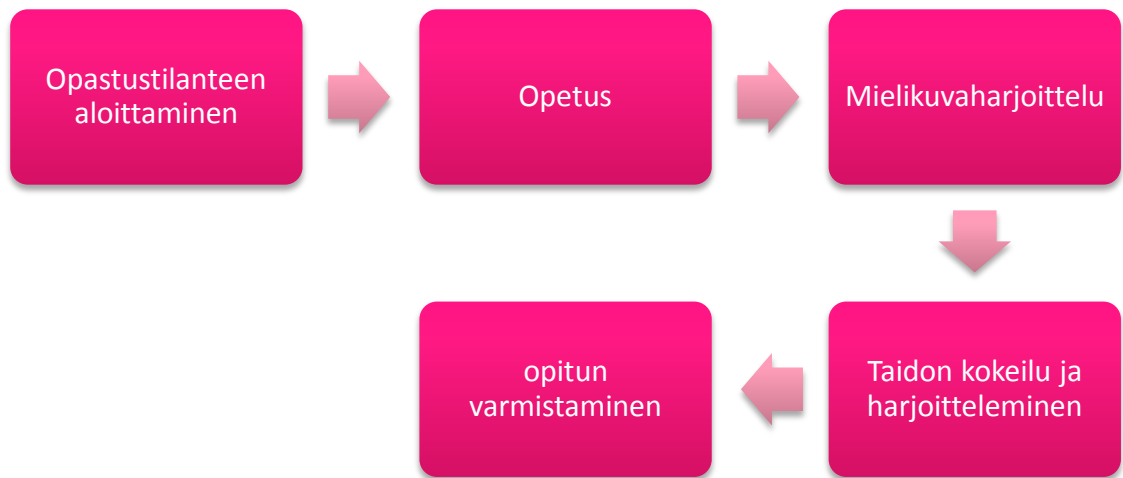 Opastustilanteen
aloittaminen
Opetus
Mielikuvaharjoittelu
Taidon kokeilu ja
harjoitteleminen
opitun
varmistaminen